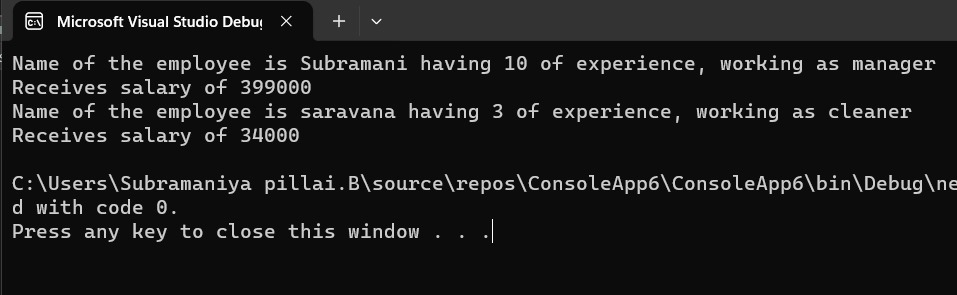 Microsoft Visual Studio Debug
Name of the employee is Subramani having 10 of experience, working as manager
Receives salary of 399000
Name of the employee is saravana having 3 of experience, working as cleaner
Receives salary of 34000
C:\Users\Subramaniya pillai.B\source\repos\ConsoleApp6\ConsoleApp6\bin\Debug\ne
d with code 0.
Press any key to close this window . . .